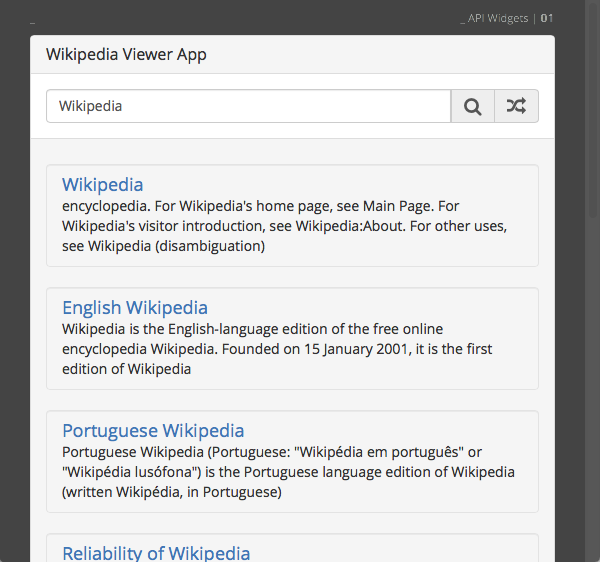 _ _ API Widgets | 01
Wikipedia Viewer App
Wikipedia
Wikipedia
encyclopedia. For Wikipedia's home page, see Main Page. For
Wikipedia's visitor introduction, see Wikipedia:About. For other uses,
see Wikipedia (disambiguation)
English Wikipedia
Wikipedia is the English-language edition of the free online
encyclopedia Wikipedia. Founded on 15 January 2001, it is the first
edition of Wikipedia
Portuguese Wikipedia
Portuguese Wikipedia (Portuguese: "Wikipédia em português" or
"Wikipédia lusófona") is the Portuguese language edition of Wikipedia
(written Wikipédia, in Portuguese)
Reliability of Wikipedia